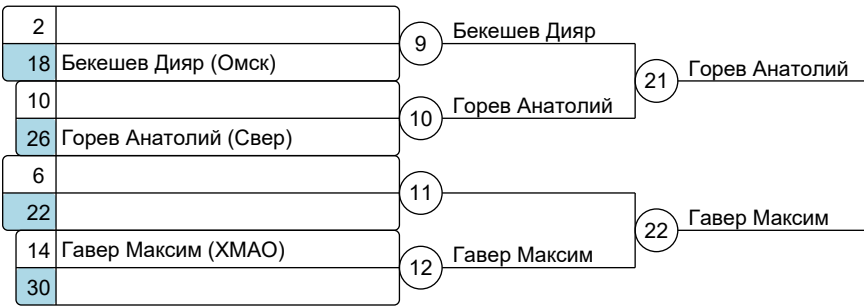 2
9
Бекешев Дияр
18 Бекешев Дияр (Омск)
21
Горев Анатолий
10
10
Горев Анатолий
26 Горев Анатолий (Свер)
6
11
22
22
Гавер Максим
14 Гавер Максим (ХМАО)
12
Гавер Максим
30